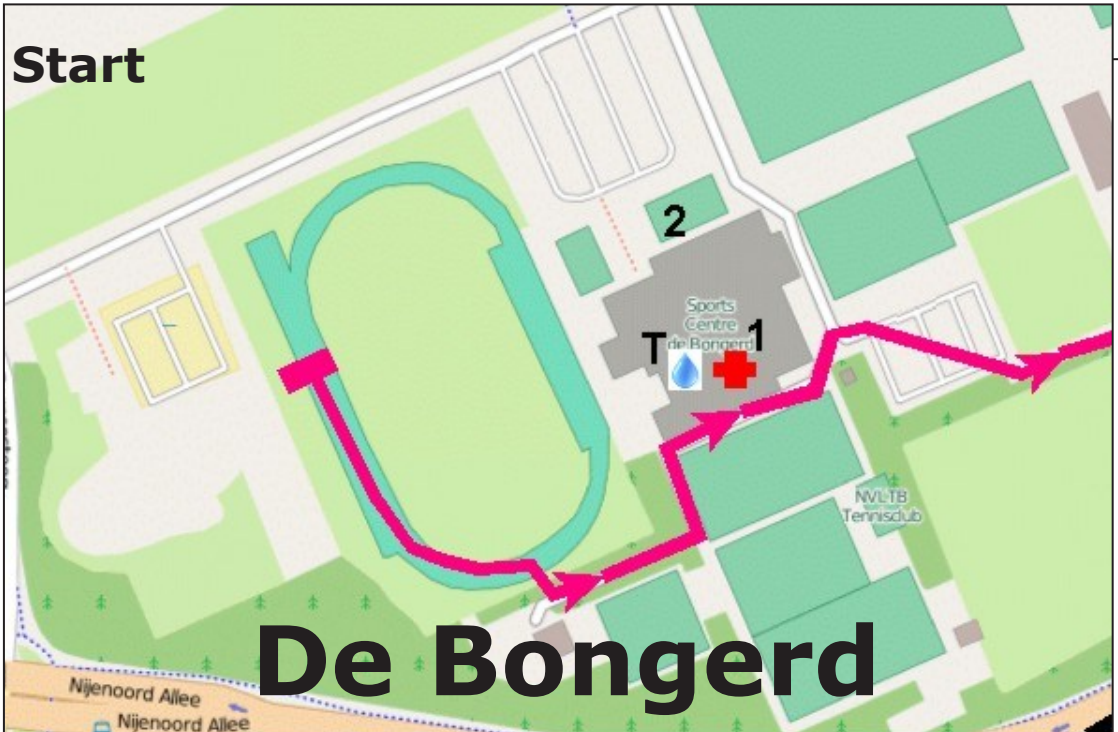 Start
2
Sports
Centre
de Bongerd
1
T
NVLTB
Tennisclub
De Bongerd
Nijenoord Allee
Nijenoord Allee